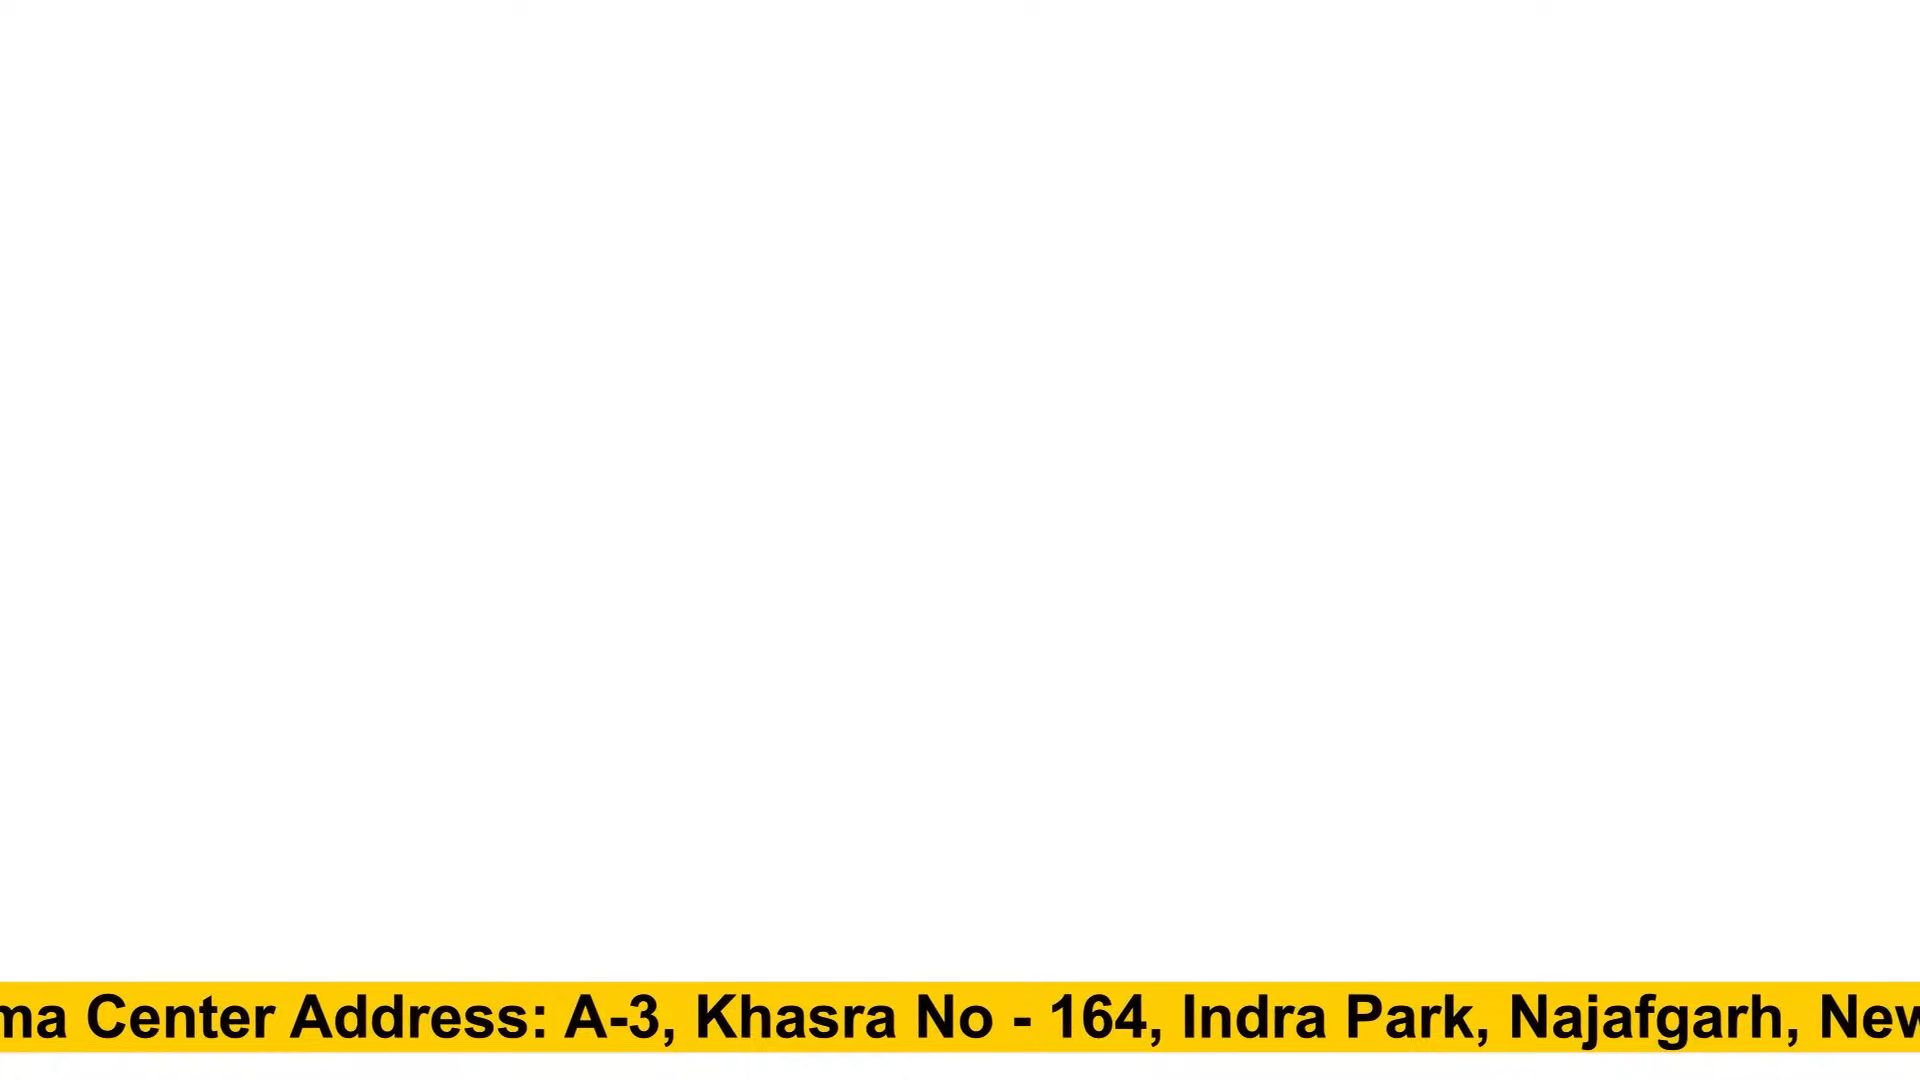 ma Center Address: A-3, Khasra No - 164, Indra Park, Najafgarh, New